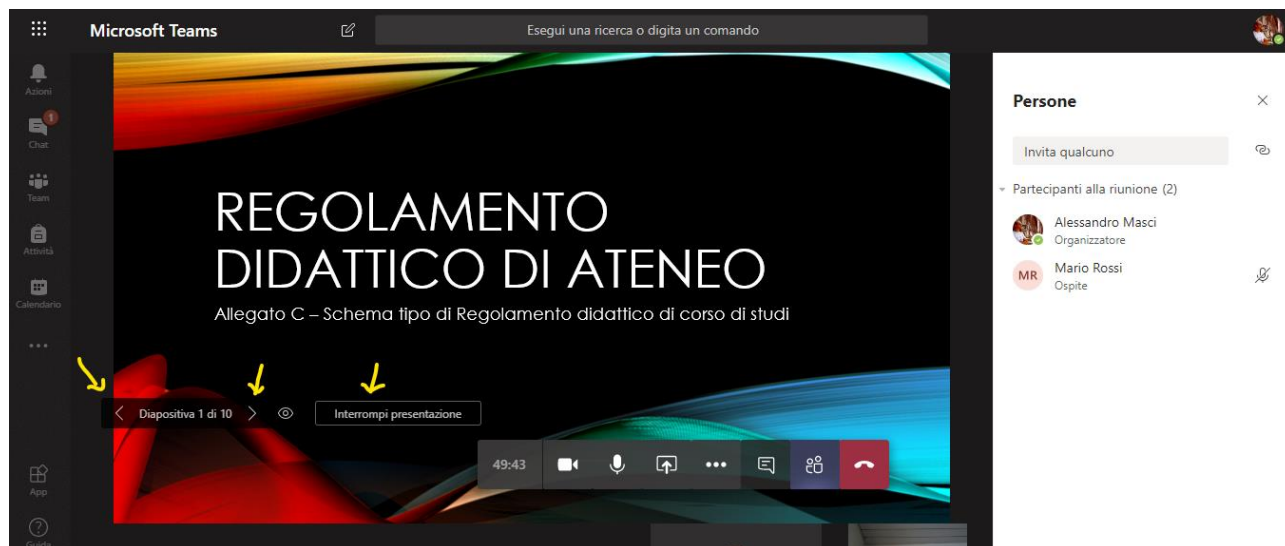 Microsoft Teams
Esegui una ricerca o digita un comando
Azioni
1
Chat
Team
Attività
Calendario
App
Guida
REGOLAMENTO
DIDATTICO DI ATENEO
Allegato C – Schema tipo di Regolamento didattico di corso di studi
Diapositiva 1 di 10
Interrompi presentazione
49:43
Persone
Invita qualcuno
Partecipanti alla riunione (2)
Alessandro Masci
Organizzatore
MR
Mario Rossi
Ospite